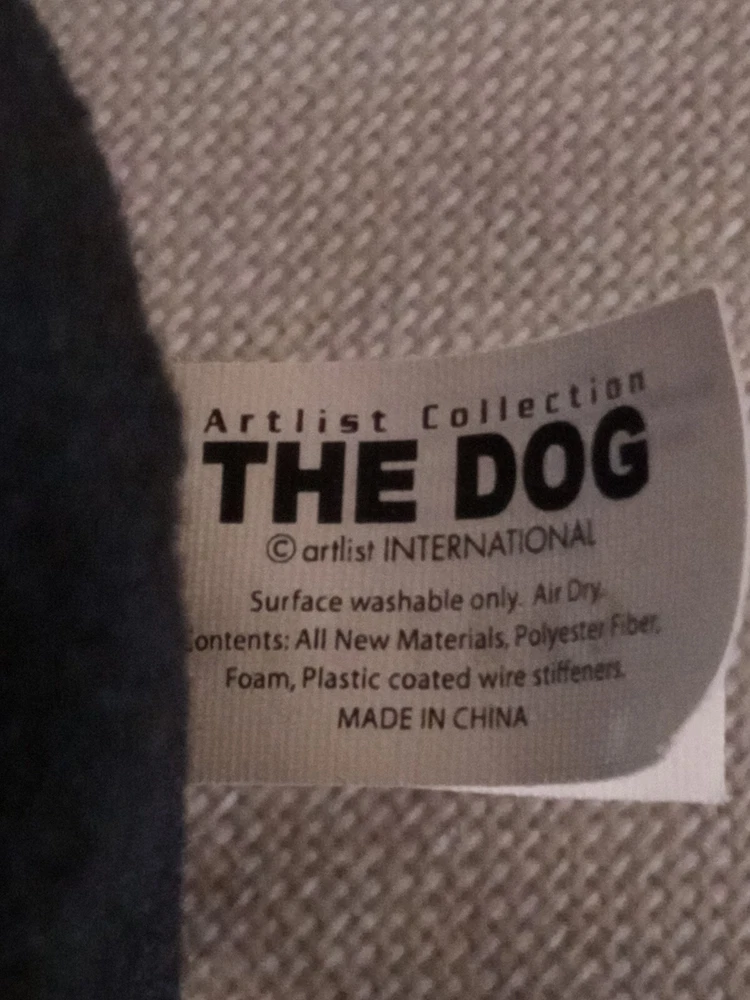 Artlist Collection
THE DOG
© artlist INTERNATIONAL
Surface washable only. Air Dry.
ontents: All New Materials, Polyester Fiber,
Foam, Plastic coated wire stiffeners.
MADE IN CHINA